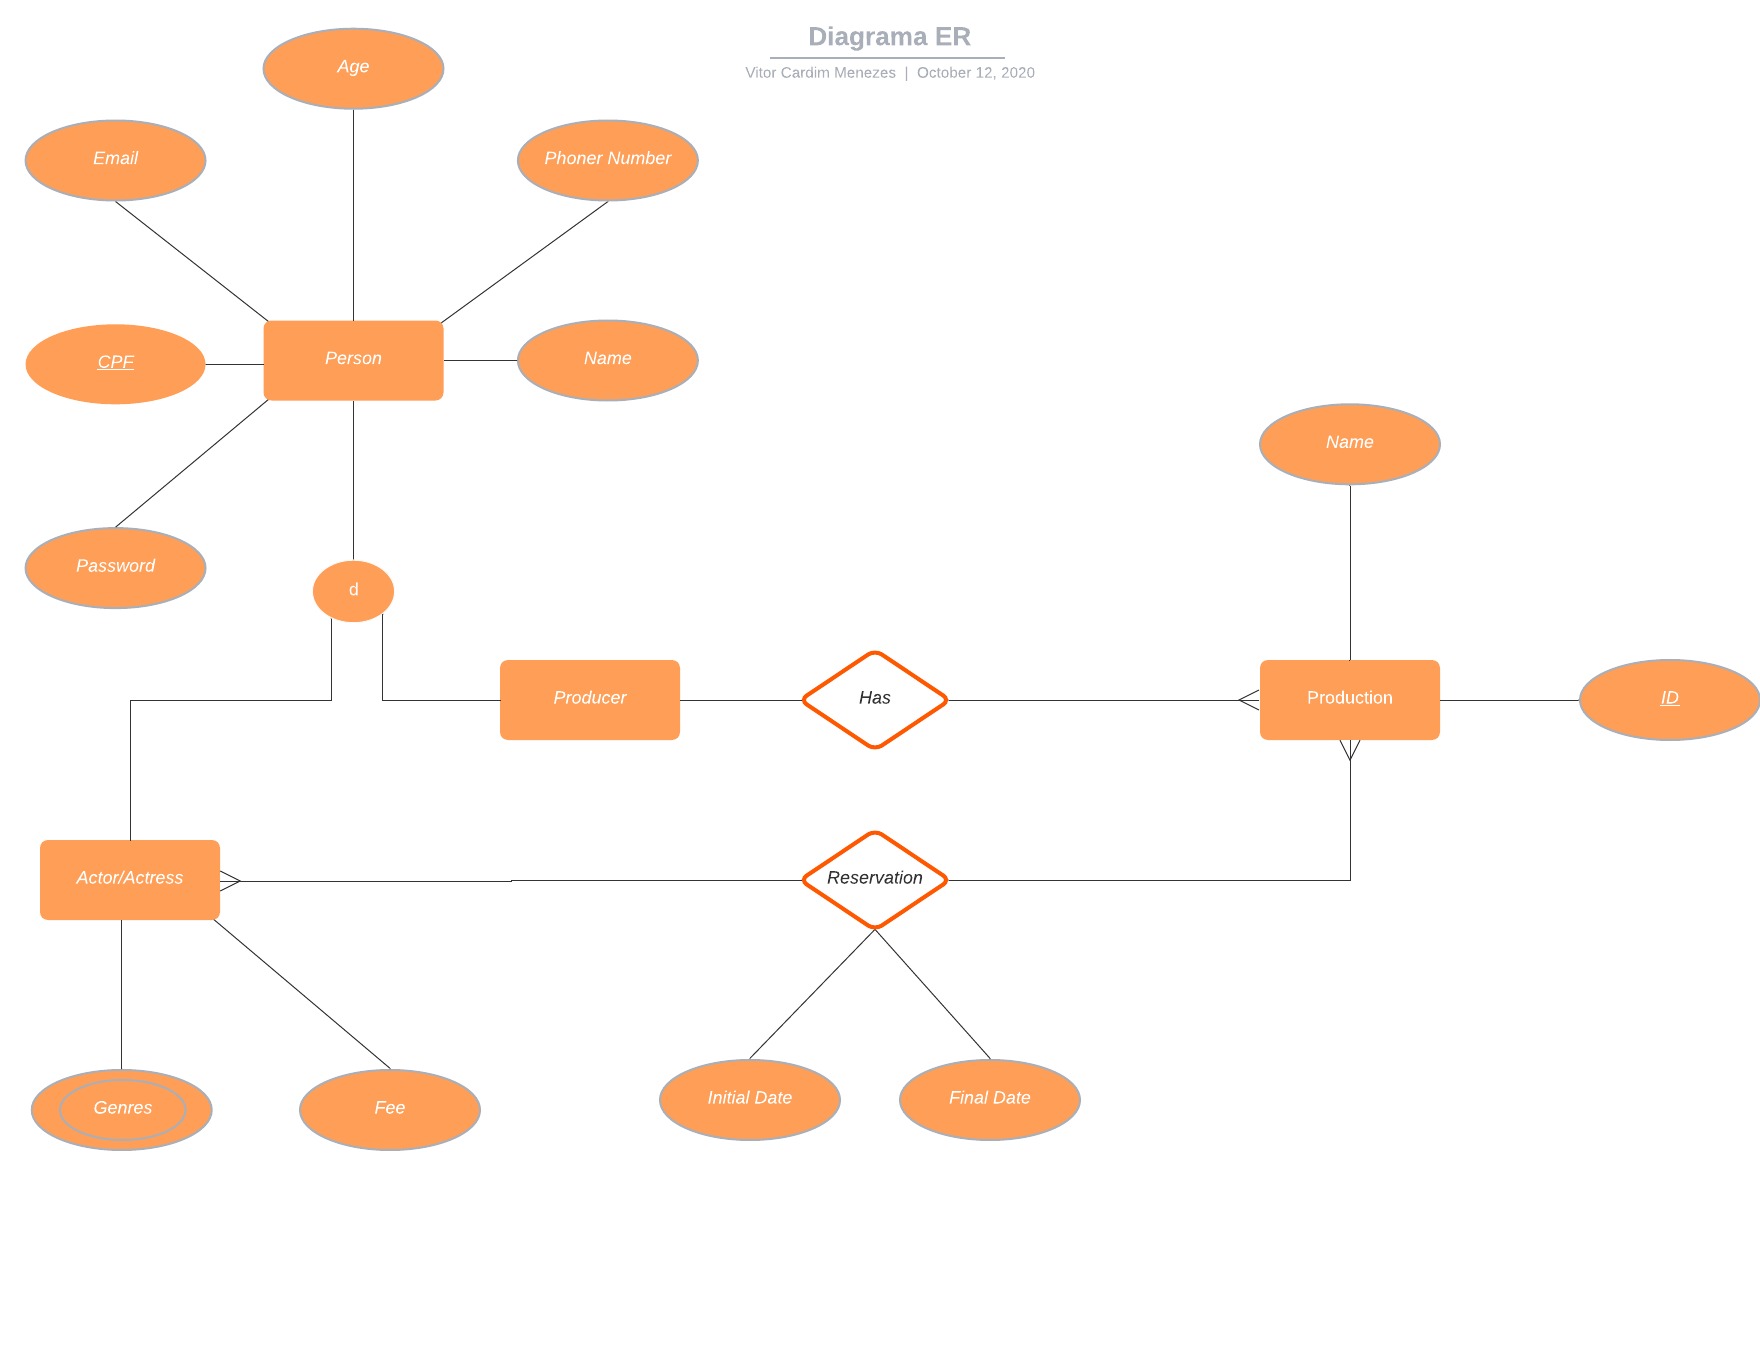 Diagrama ER
Vitor Cardim Menezes | October 12, 2020
Age
Email
Phoner Number
CPF
Person
Name
Name
Password
d
Producer
Has
Production
ID
Actor/Actress
Reservation
Genres
Fee
Initial Date
Final Date